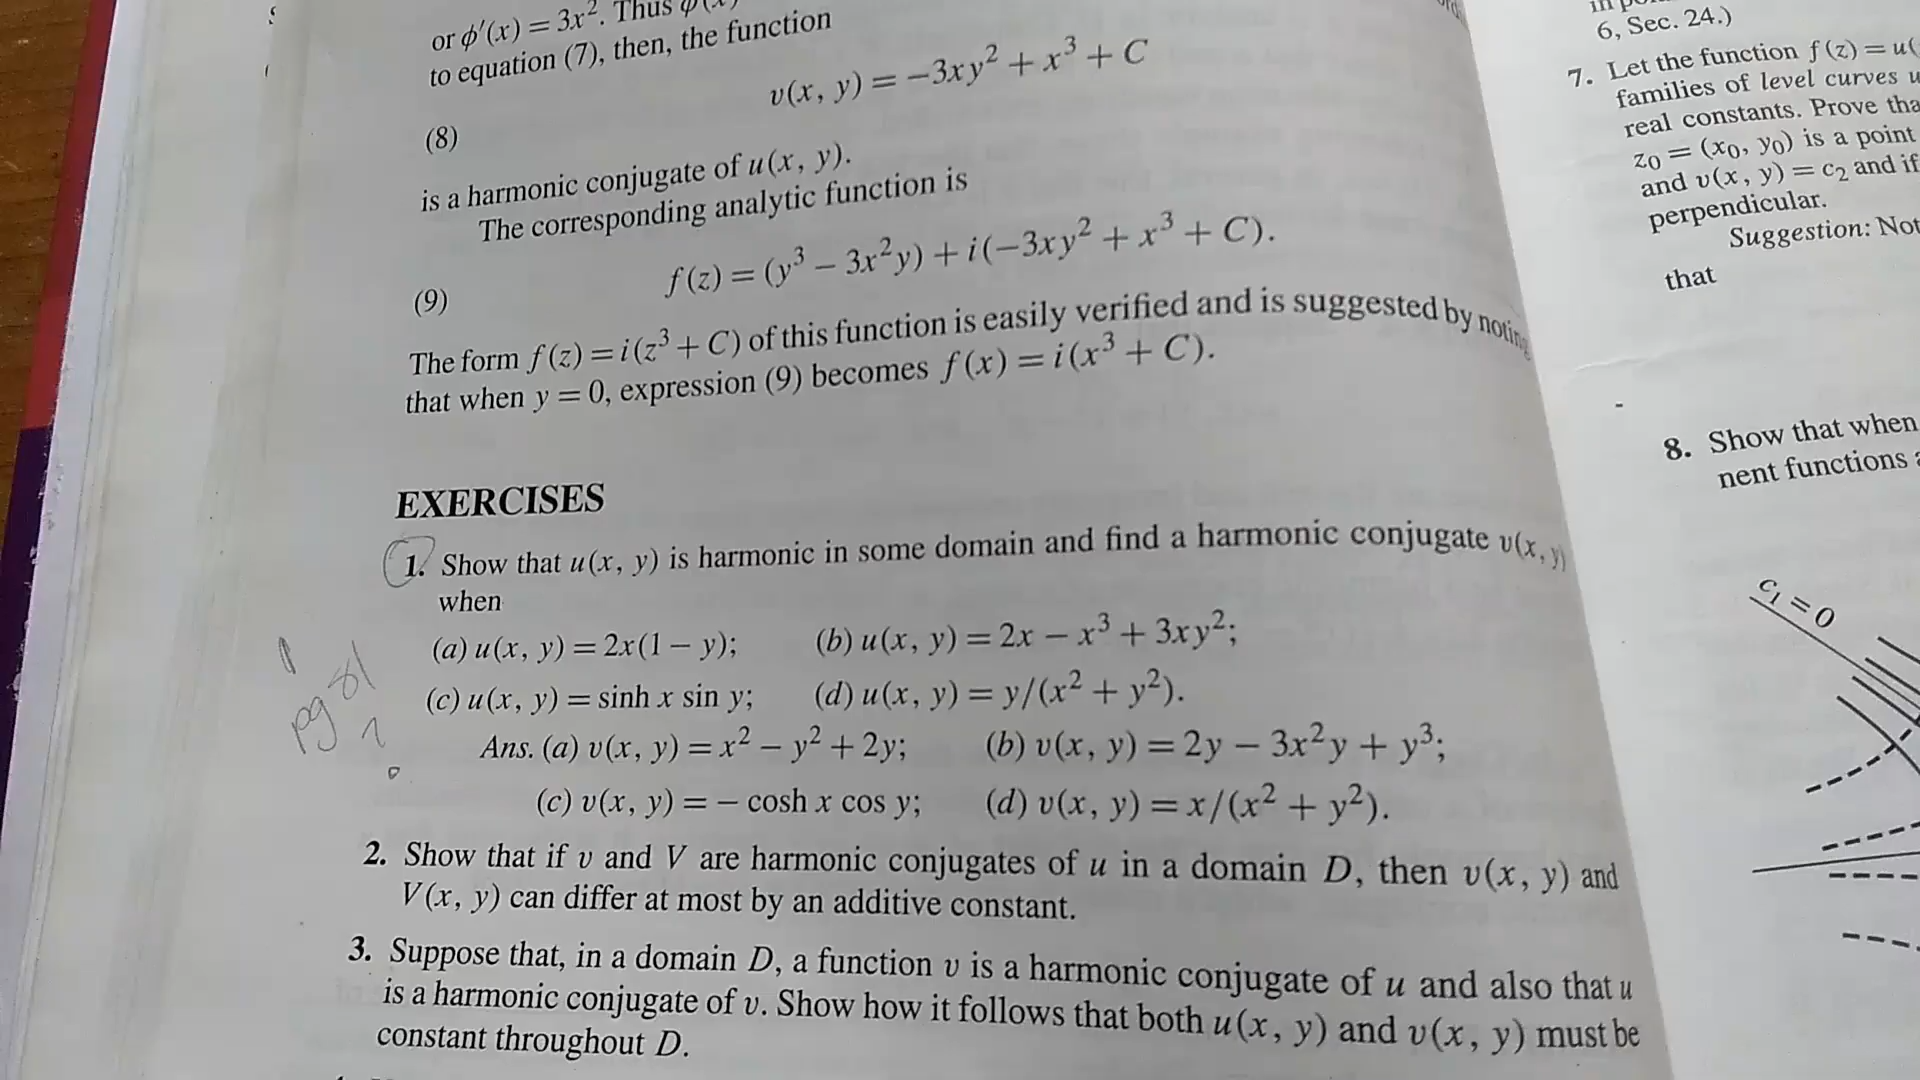 or ϕ′(x) = 3x². Thus
to equation (7), then, the function
(8) v(x, y) = −3xy² + x³ + C
is a harmonic conjugate of u(x, y).
The corresponding analytic function is
(9) f(z) = (y³ − 3x²y) + i(−3xy² + x³ + C).
The form f(z) = i(z³ + C) of this function is easily verified and is suggested by noting
that when y = 0, expression (9) becomes f(x) = i(x³ + C).
EXERCISES
1. Show that u(x, y) is harmonic in some domain and find a harmonic conjugate v(x, y)
when
(a) u(x, y) = 2x(1 − y); (b) u(x, y) = 2x − x³ + 3xy²;
(c) u(x, y) = sinh x sin y; (d) u(x, y) = y/(x² + y²).
Ans. (a) v(x, y) = x² − y² + 2y; (b) v(x, y) = 2y − 3x²y + y³;
(c) v(x, y) = − cosh x cos y; (d) v(x, y) = x/(x² + y²).
pg 81
2. Show that if v and V are harmonic conjugates of u in a domain D, then v(x, y) and
V(x, y) can differ at most by an additive constant.
3. Suppose that, in a domain D, a function v is a harmonic conjugate of u and also that u
is a harmonic conjugate of v. Show how it follows that both u(x, y) and v(x, y) must be
constant throughout D.
6, Sec. 24.)
7. Let the function f(z) = u(
families of level curves u
real constants. Prove tha
z₀ = (x₀, y₀) is a point
and v(x, y) = c₂ and if
perpendicular.
Suggestion: Not
that
8. Show that when
nent functions
c₁ = 0